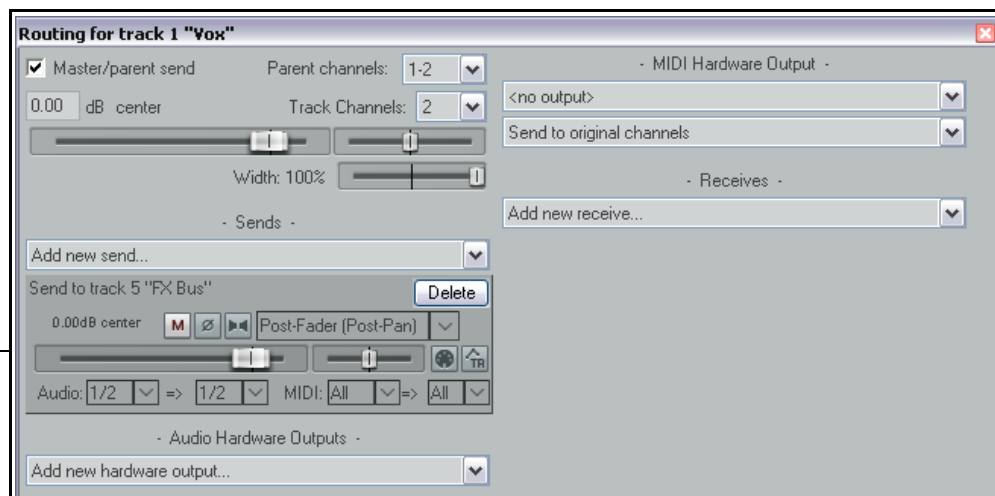 Routing for track 1 "Vox"
Master/parent send
Parent channels: 1-2
0.00 dB center
Track Channels: 2
Width: 100%
- Sends -
Add new send...
Send to track 5 "FX Bus"
Delete
0.00dB center
M
Ø
Post-Fader (Post-Pan)
TR
Audio: 1/2 => 1/2
MIDI: All => All
- Audio Hardware Outputs -
Add new hardware output...
- MIDI Hardware Output -
<no output>
Send to original channels
- Receives -
Add new receive...